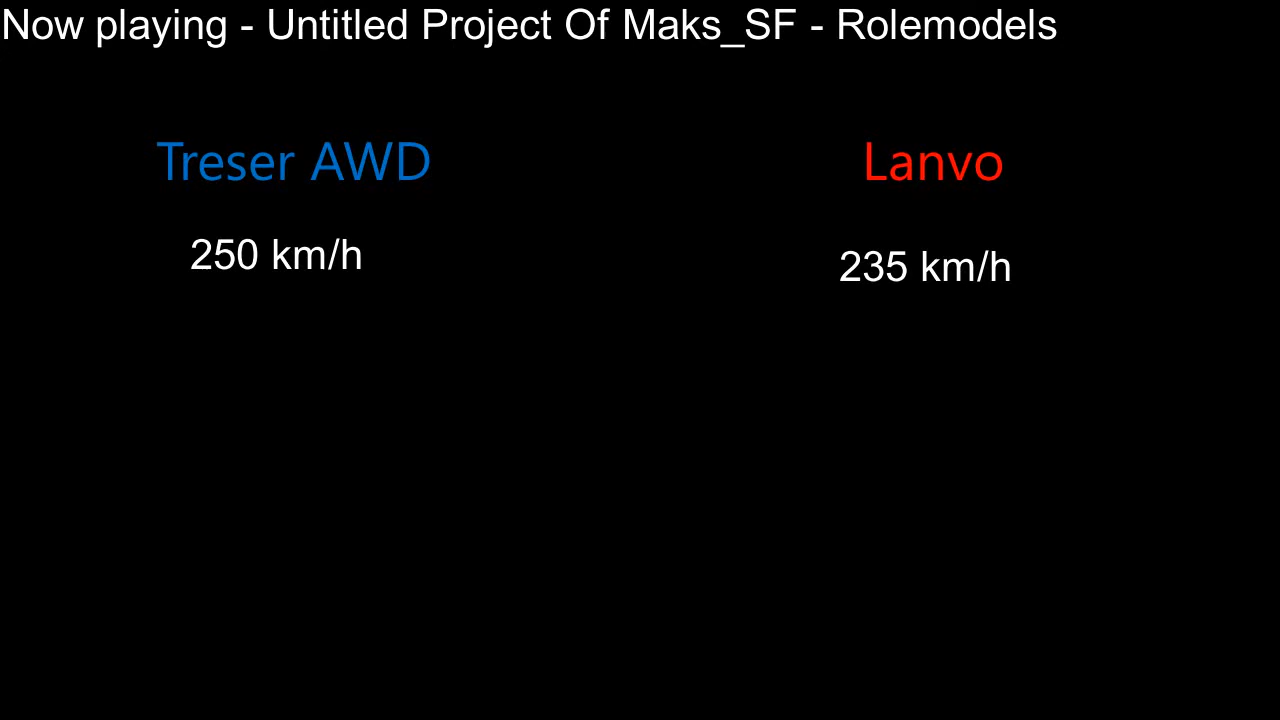 Now playing - Untitled Project Of Maks_SF - Rolemodels
Treser AWD
Lanvo
250 km/h
235 km/h